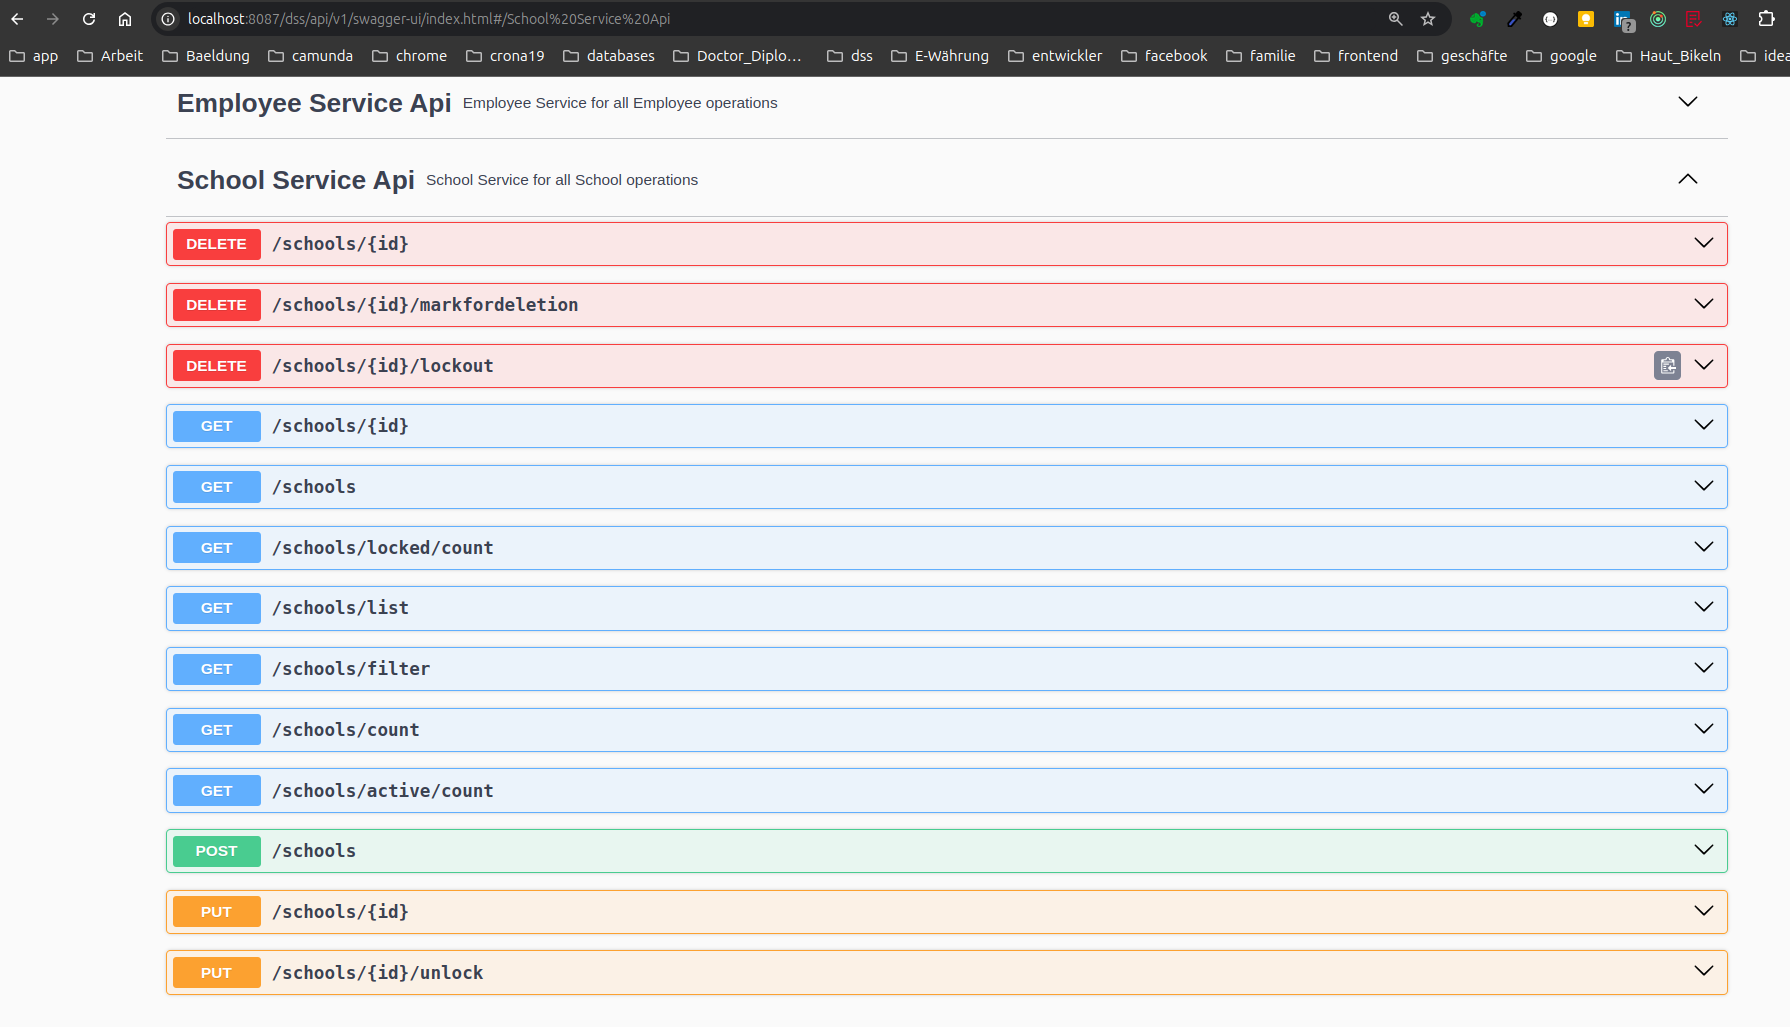 localhost:8087/dss/api/v1/swagger-ui/index.html#/School%20Service%20Api
app Arbeit Baeldung camunda chrome crona19 databases Doctor_Diplo... dss E-Währung entwickler facebook familie frontend geschäfte google Haut_Bikeln idea
Employee Service Api Employee Service for all Employee operations
School Service Api School Service for all School operations
DELETE /schools/{id}
DELETE /schools/{id}/markfordeletion
DELETE /schools/{id}/lockout
GET /schools/{id}
GET /schools
GET /schools/locked/count
GET /schools/list
GET /schools/filter
GET /schools/count
GET /schools/active/count
POST /schools
PUT /schools/{id}
PUT /schools/{id}/unlock